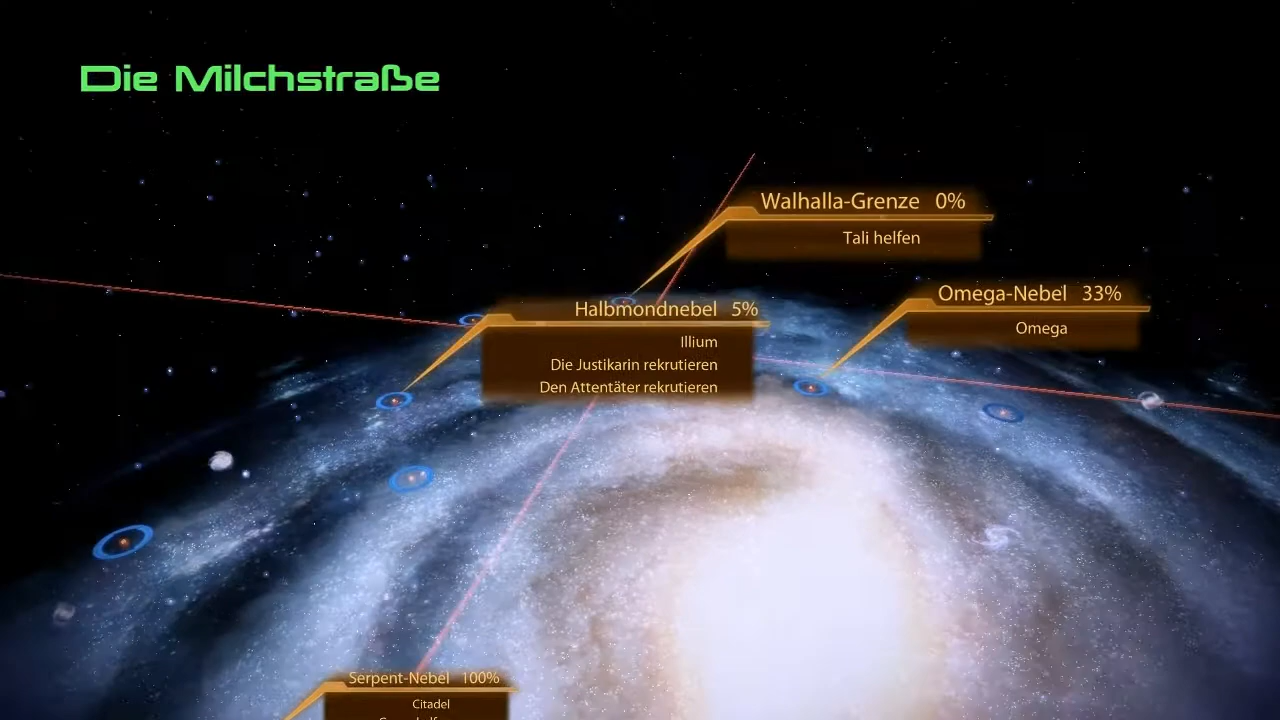 Die Milchstraße
Walhalla-Grenze 0%
Tali helfen
Omega-Nebel 33%
Omega
Halbmondnebel 5%
Illium
Die Justikarin rekrutieren
Den Attentäter rekrutieren
Serpent-Nebel 100%
Citadel